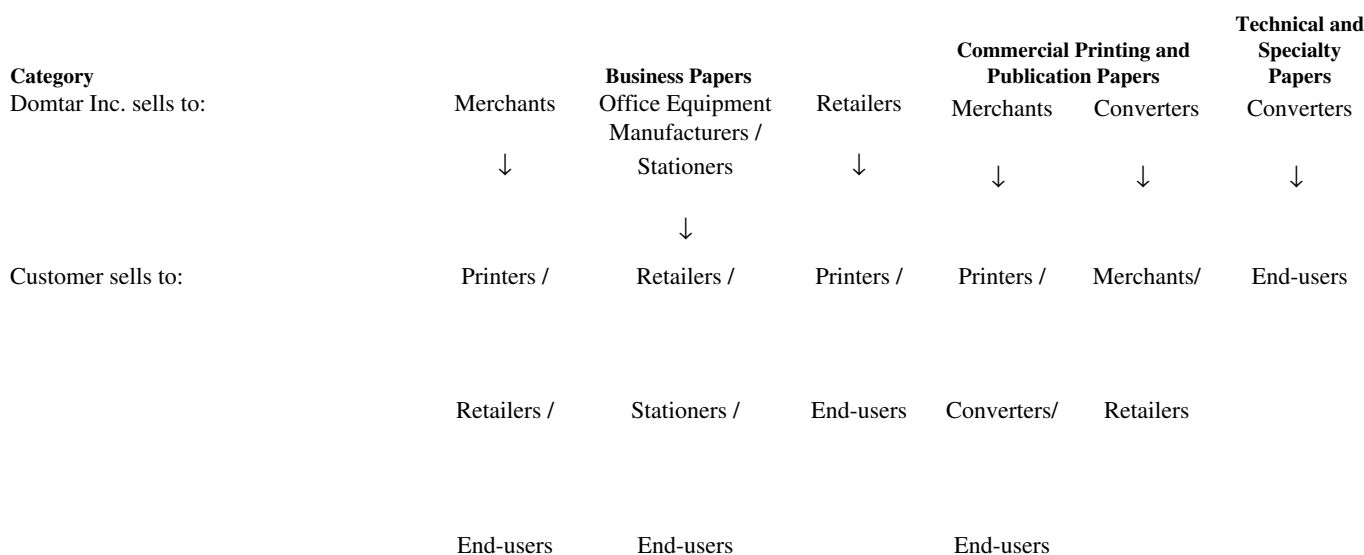 Technical and
Commercial Printing and Specialty
Category Business Papers Publication Papers Papers
Domtar Inc. sells to: Merchants Office Equipment Retailers Merchants Converters Converters
Manufacturers /
↓ Stationers ↓ ↓ ↓ ↓
↓
Customer sells to: Printers / Retailers / Printers / Printers / Merchants/ End-users
Retailers / Stationers / End-users Converters/ Retailers
End-users End-users End-users